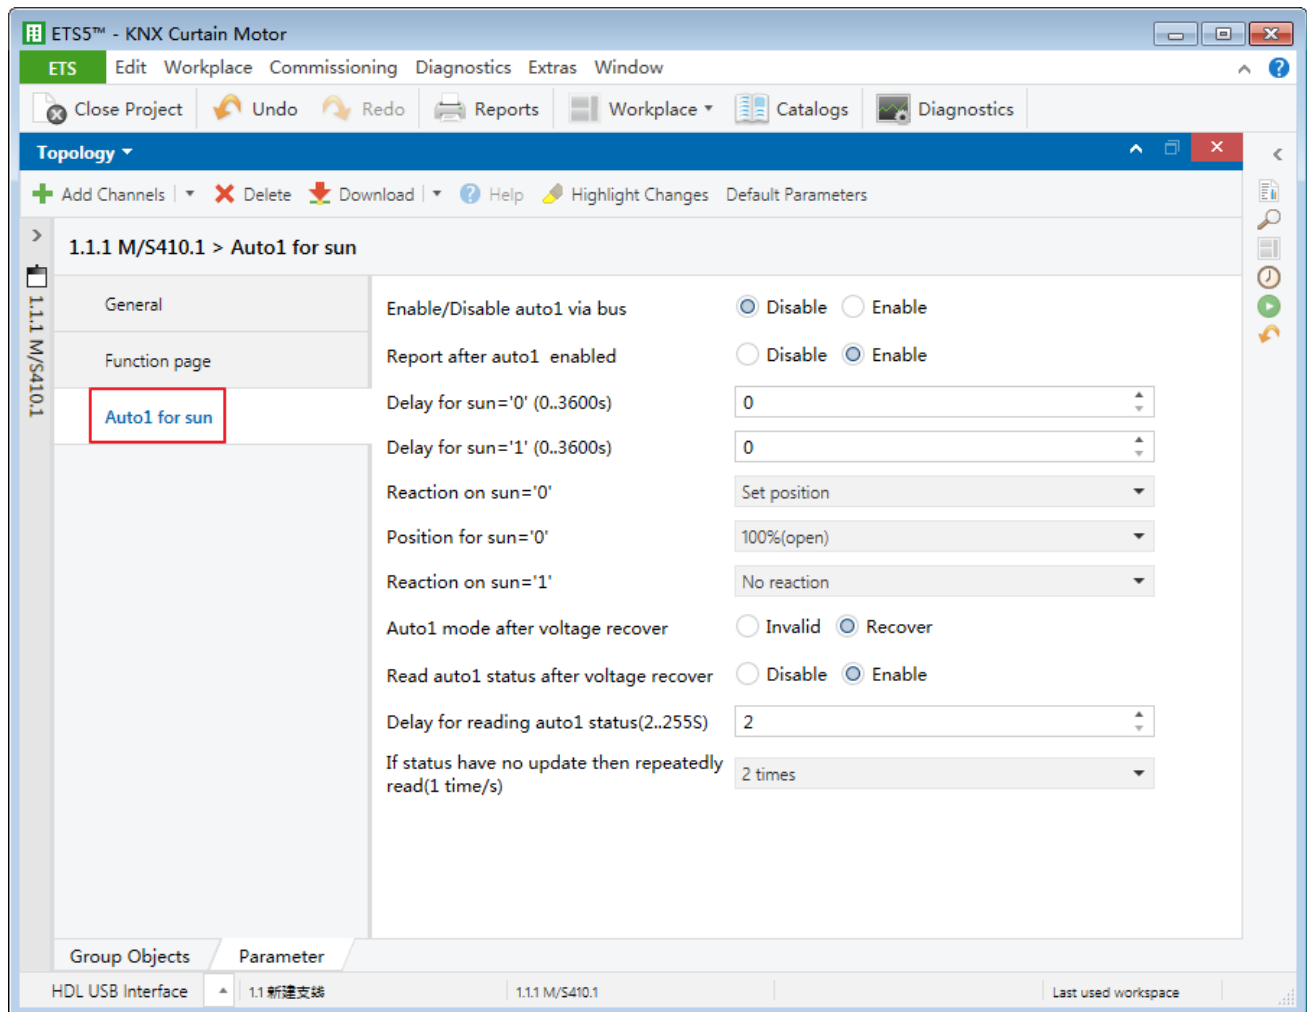 ETS5™ - KNX Curtain Motor
ETS Edit Workplace Commissioning Diagnostics Extras Window
Close Project Undo Redo Reports Workplace Catalogs Diagnostics
Topology
Add Channels Delete Download Help Highlight Changes Default Parameters
1.1.1 M/S410.1 > Auto1 for sun
1.1.1 M/S410.1
General
Function page
Auto1 for sun
Enable/Disable auto1 via bus Disable Enable
Report after auto1 enabled Disable Enable
Delay for sun='0' (0..3600s) 0
Delay for sun='1' (0..3600s) 0
Reaction on sun='0' Set position
Position for sun='0' 100%(open)
Reaction on sun='1' No reaction
Auto1 mode after voltage recover Invalid Recover
Read auto1 status after voltage recover Disable Enable
Delay for reading auto1 status(2..255S) 2
If status have no update then repeatedly
read(1 time/s) 2 times
Group Objects Parameter
HDL USB Interface 1.1 新建支线 1.1.1 M/S410.1 Last used workspace